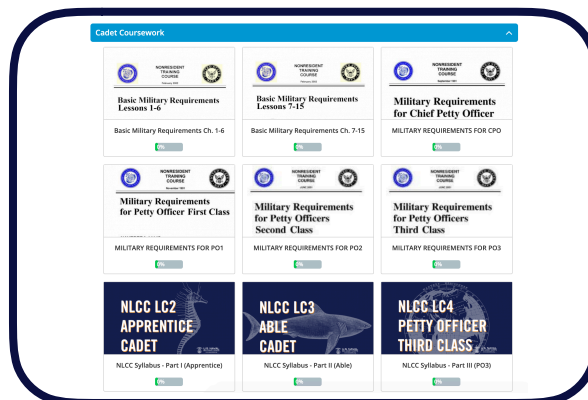 Cadet Coursework
NONRESIDENT
TRAINING
COURSE
Basic Military Requirements
Lessons 1-6
Basic Military Requirements Ch. 1-6
0%
NONRESIDENT
TRAINING
COURSE
Basic Military Requirements
Lessons 7-15
Basic Military Requirements Ch. 7-15
0%
NONRESIDENT
TRAINING
COURSE
Military Requirements
for Chief Petty Officer
MILITARY REQUIREMENTS FOR CPO
0%
NONRESIDENT
TRAINING
COURSE
Military Requirements
for Petty Officer First Class
MILITARY REQUIREMENTS FOR PO1
0%
NONRESIDENT
TRAINING
COURSE
Military Requirements
for Petty Officers
Second Class
MILITARY REQUIREMENTS FOR PO2
0%
NONRESIDENT
TRAINING
COURSE
Military Requirements
for Petty Officers
Third Class
MILITARY REQUIREMENTS FOR PO3
0%
NLCC LC2
APPRENTICE
CADET
NLCC Syllabus - Part I (Apprentice)
0%
NLCC LC3
ABLE
CADET
NLCC Syllabus - Part II (Able)
0%
NLCC LC4
PETTY OFFICER
THIRD CLASS
NLCC Syllabus - Part III (PO3)
0%